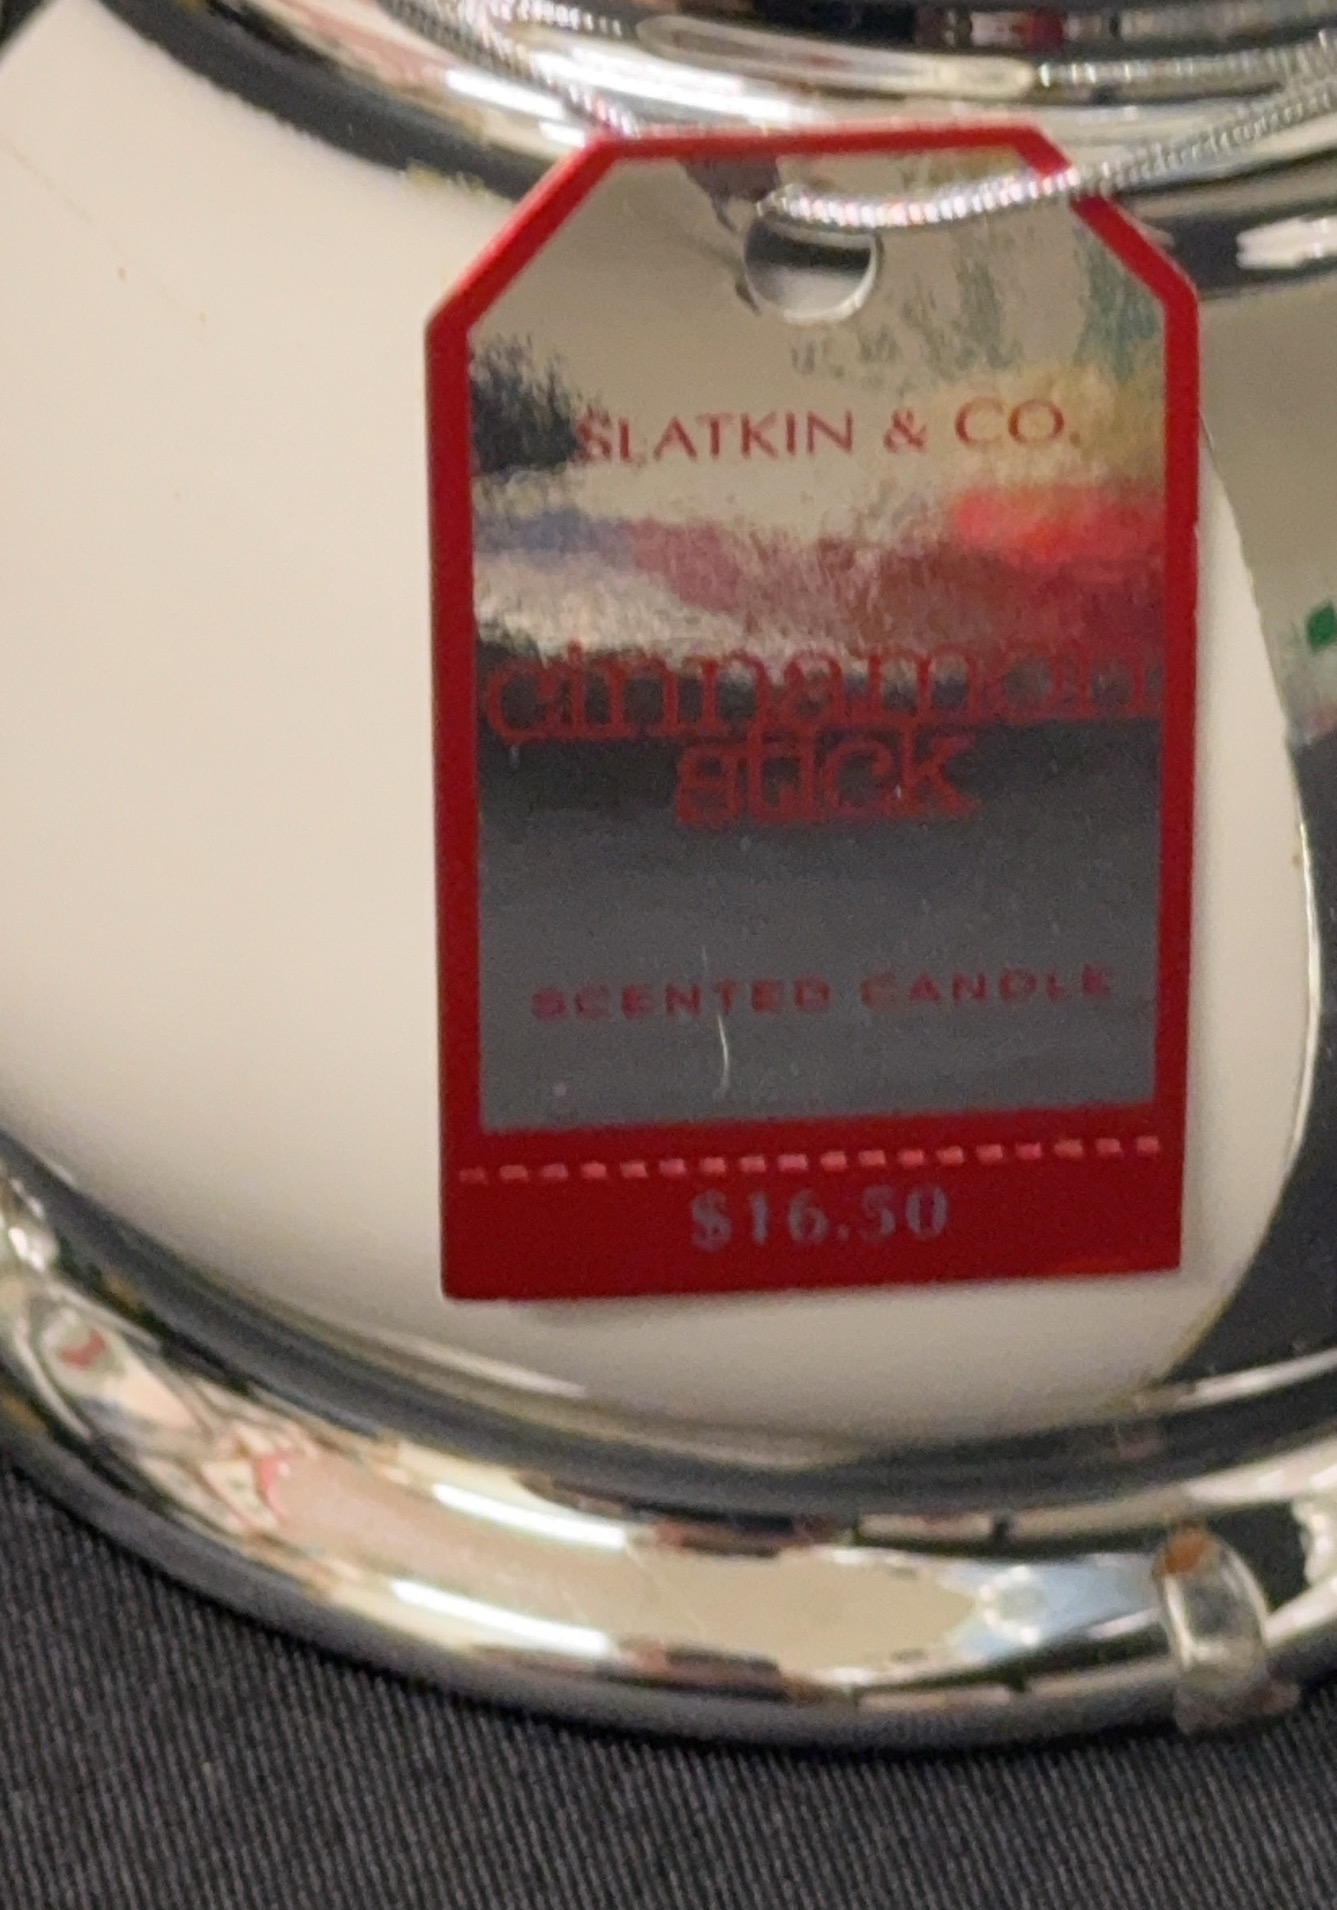 SLATKIN & CO.
cinnamon
stick
SCENTED CANDLE
$16.50